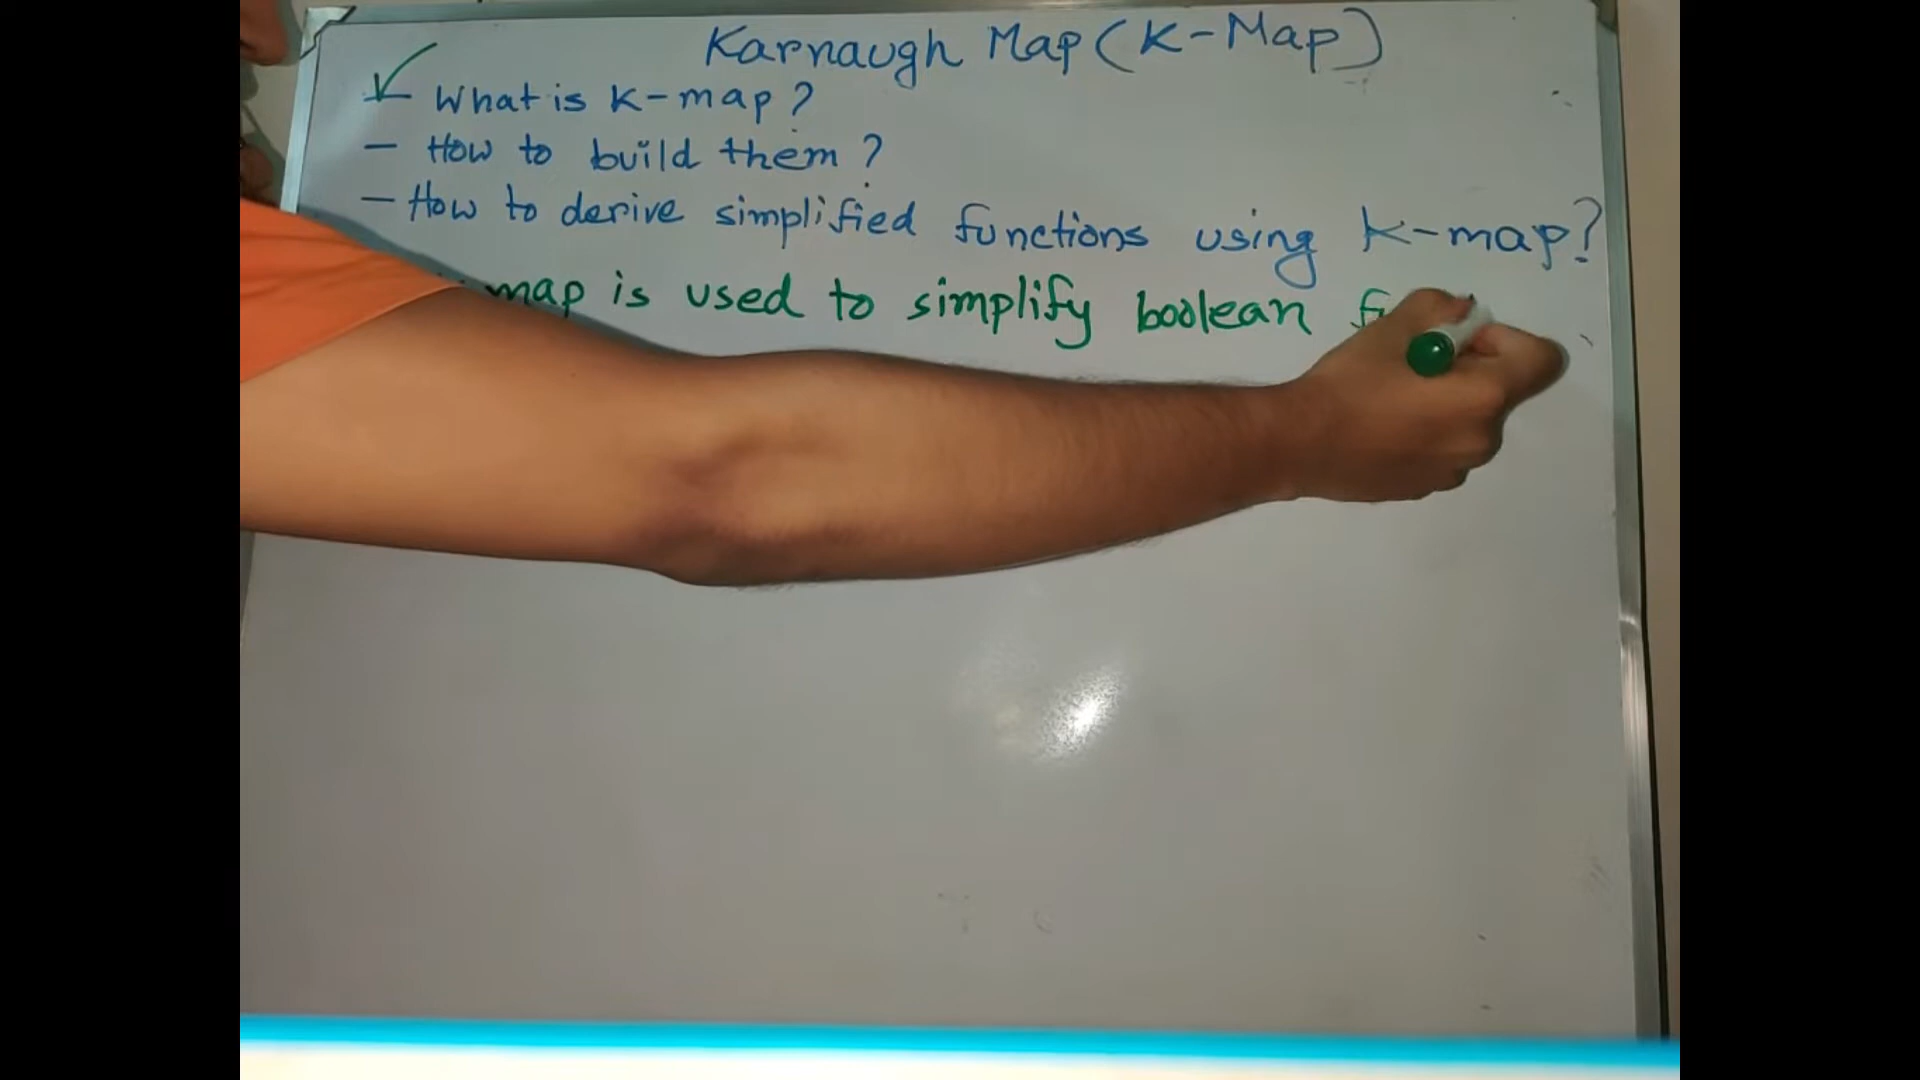 Karnaugh Map (K-Map)
- What is K-map?
- How to build them?
- How to derive simplified functions using K-map?
map is used to simplify boolean